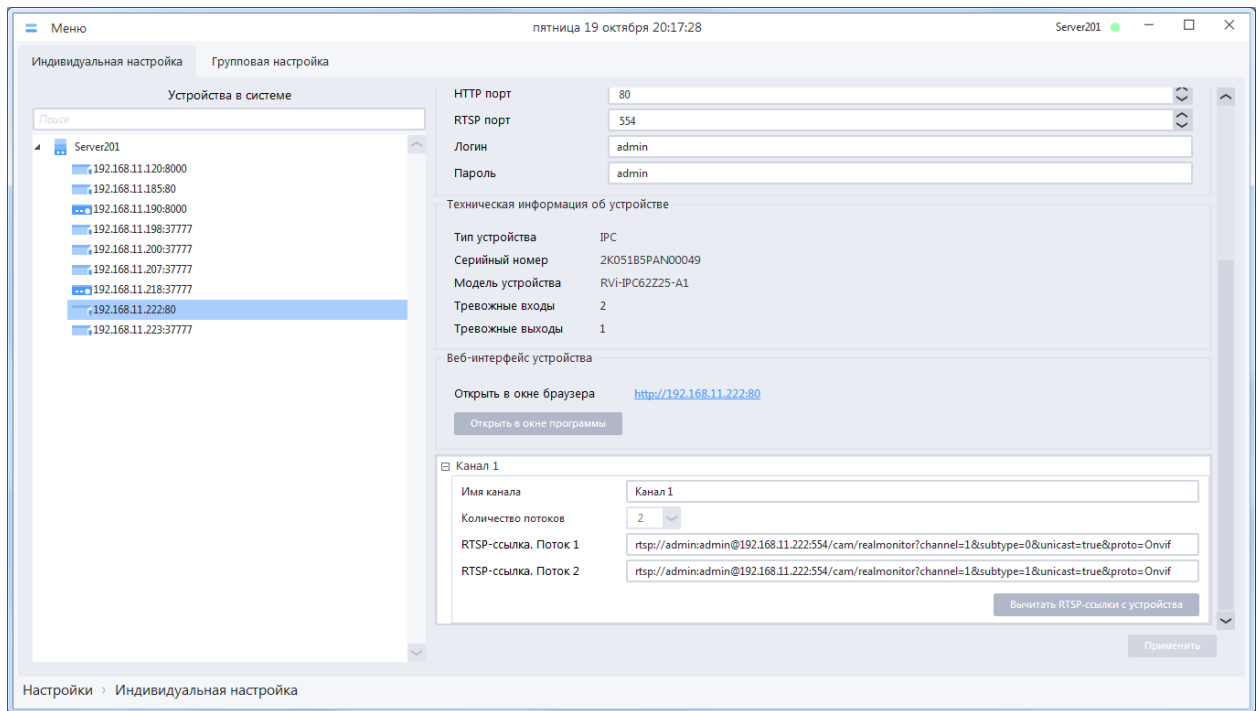 Меню
пятница 19 октября 20:17:28
Server201
Индивидуальная настройка
Групповая настройка
Устройства в системе
Поиск
Server201
192.168.11.120:8000
192.168.11.185:80
192.168.11.190:8000
192.168.11.198:37777
192.168.11.200:37777
192.168.11.207:37777
192.168.11.218:37777
192.168.11.222:80
192.168.11.223:37777
HTTP порт 80
RTSP порт 554
Логин admin
Пароль admin
Техническая информация об устройстве
Тип устройства IPC
Серийный номер 2K051B5PAN00049
Модель устройства RVi-IPC62Z25-A1
Тревожные входы 2
Тревожные выходы 1
Веб-интерфейс устройства
Открыть в окне браузера http://192.168.11.222:80
Открыть в окне программы
Канал 1
Имя канала Канал 1
Количество потоков 2
RTSP-ссылка. Поток 1 rtsp://admin:admin@192.168.11.222:554/cam/realmonitor?channel=1&subtype=0&unicast=true&proto=Onvif
RTSP-ссылка. Поток 2 rtsp://admin:admin@192.168.11.222:554/cam/realmonitor?channel=1&subtype=1&unicast=true&proto=Onvif
Вычитать RTSP-ссылки с устройства
Применить
Настройки › Индивидуальная настройка